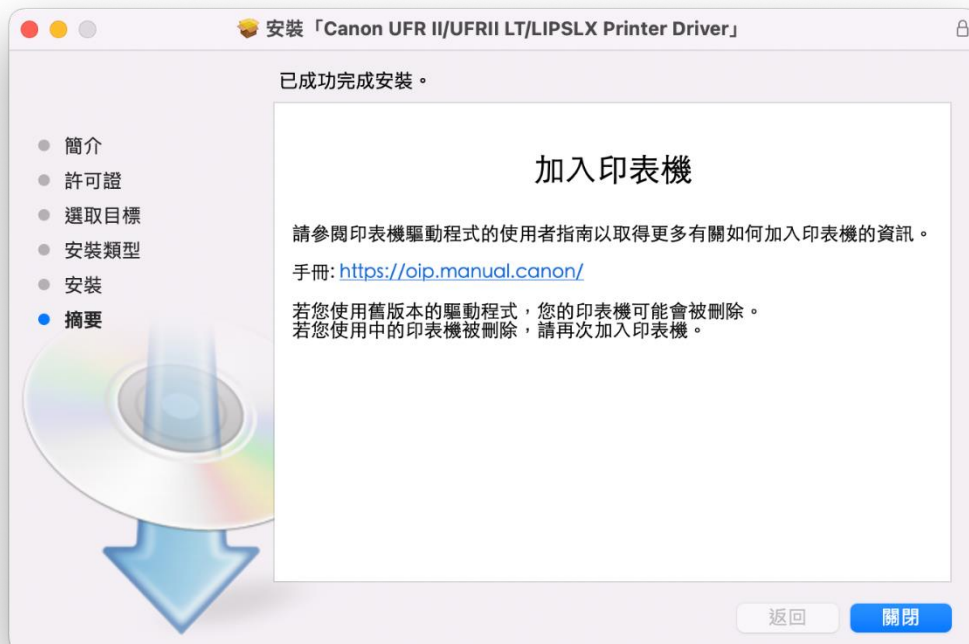 安裝「Canon UFR II/UFRII LT/LIPSLX Printer Driver」
已成功完成安裝。
簡介
許可證
選取目標
安裝類型
安裝
摘要
加入印表機
請參閱印表機驅動程式的使用者指南以取得更多有關如何加入印表機的資訊。
手冊: https://oip.manual.canon/
若您使用舊版本的驅動程式，您的印表機可能會被刪除。
若您使用中的印表機被刪除，請再次加入印表機。
返回
關閉